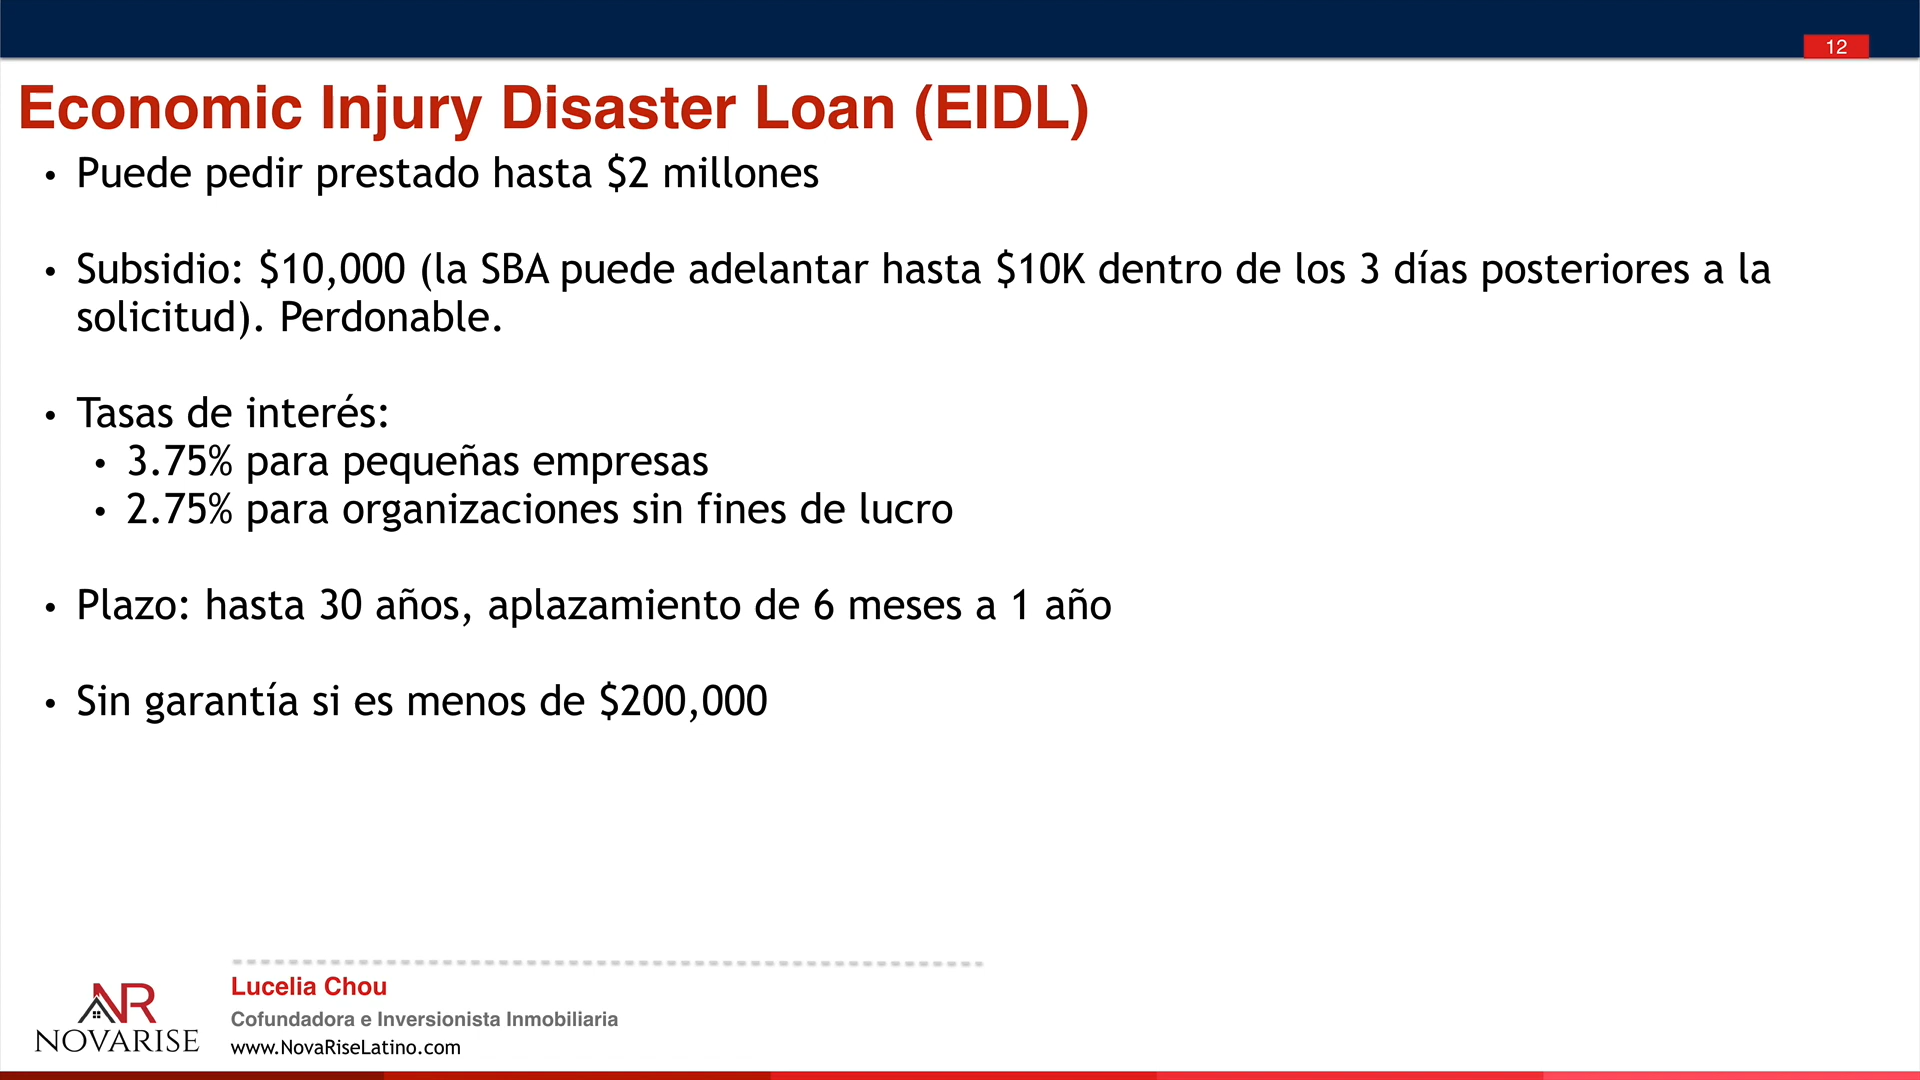 12
Economic Injury Disaster Loan (EIDL)
• Puede pedir prestado hasta $2 millones
• Subsidio: $10,000 (la SBA puede adelantar hasta $10K dentro de los 3 días posteriores a la
solicitud). Perdonable.
• Tasas de interés:
• 3.75% para pequeñas empresas
• 2.75% para organizaciones sin fines de lucro
• Plazo: hasta 30 años, aplazamiento de 6 meses a 1 año
• Sin garantía si es menos de $200,000
NR
NOVARISE
Lucelia Chou
Cofundadora e Inversionista Inmobiliaria
www.NovaRiseLatino.com